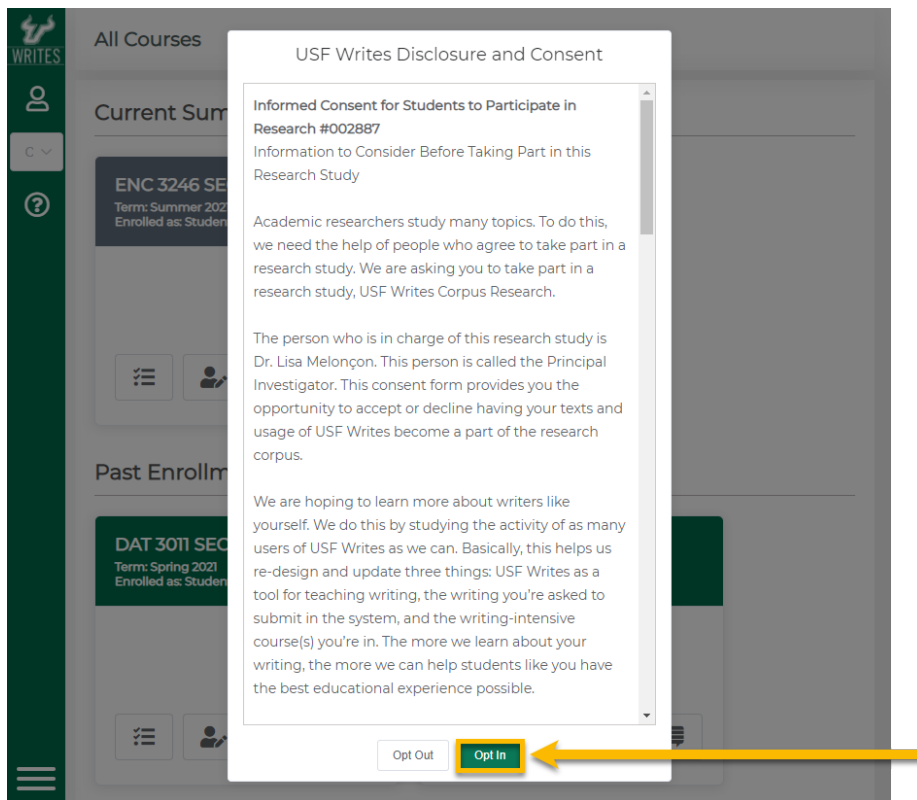 WRITES
All Courses
C
Current Sum
ENC 3246 SE
Term: Summer 202
Enrolled as: Studen
Past Enrollm
DAT 3011 SEC
Term: Spring 2021
Enrolled as: Studen
USF Writes Disclosure and Consent
Informed Consent for Students to Participate in
Research #002887
Information to Consider Before Taking Part in this
Research Study
Academic researchers study many topics. To do this,
we need the help of people who agree to take part in a
research study. We are asking you to take part in a
research study, USF Writes Corpus Research.
The person who is in charge of this research study is
Dr. Lisa Melonçon. This person is called the Principal
Investigator. This consent form provides you the
opportunity to accept or decline having your texts and
usage of USF Writes become a part of the research
corpus.
We are hoping to learn more about writers like
yourself. We do this by studying the activity of as many
users of USF Writes as we can. Basically, this helps us
re-design and update three things: USF Writes as a
tool for teaching writing, the writing you're asked to
submit in the system, and the writing-intensive
course(s) you're in. The more we learn about your
writing, the more we can help students like you have
the best educational experience possible.
Opt Out
Opt In